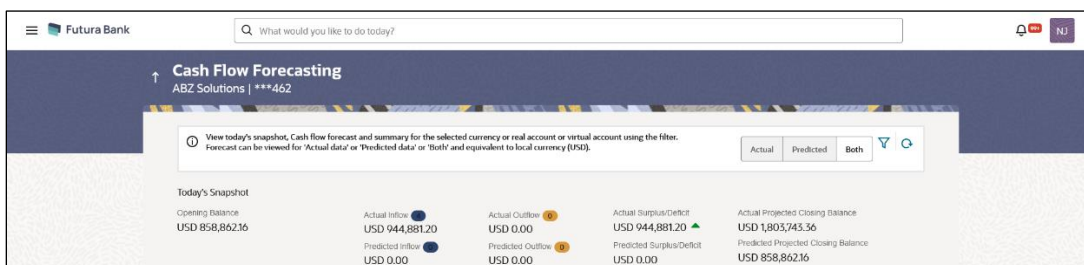 Futura Bank
What would you like to do today?
99+
NJ
Cash Flow Forecasting
ABZ Solutions | ***462
View today's snapshot, Cash flow forecast and summary for the selected currency or real account or virtual account using the filter.
Forecast can be viewed for 'Actual data' or 'Predicted data' or 'Both' and equivalent to local currency (USD).
Actual
Predicted
Both
Today's Snapshot
Opening Balance
USD 858,862.16
Actual Inflow
USD 944,881.20
Predicted Inflow
USD 0.00
Actual Outflow 0
USD 0.00
Predicted Outflow 0
USD 0.00
Actual Surplus/Deficit
USD 944,881.20
Predicted Surplus/Deficit
USD 0.00
Actual Projected Closing Balance
USD 1,803,743.36
Predicted Projected Closing Balance
USD 858,862.16